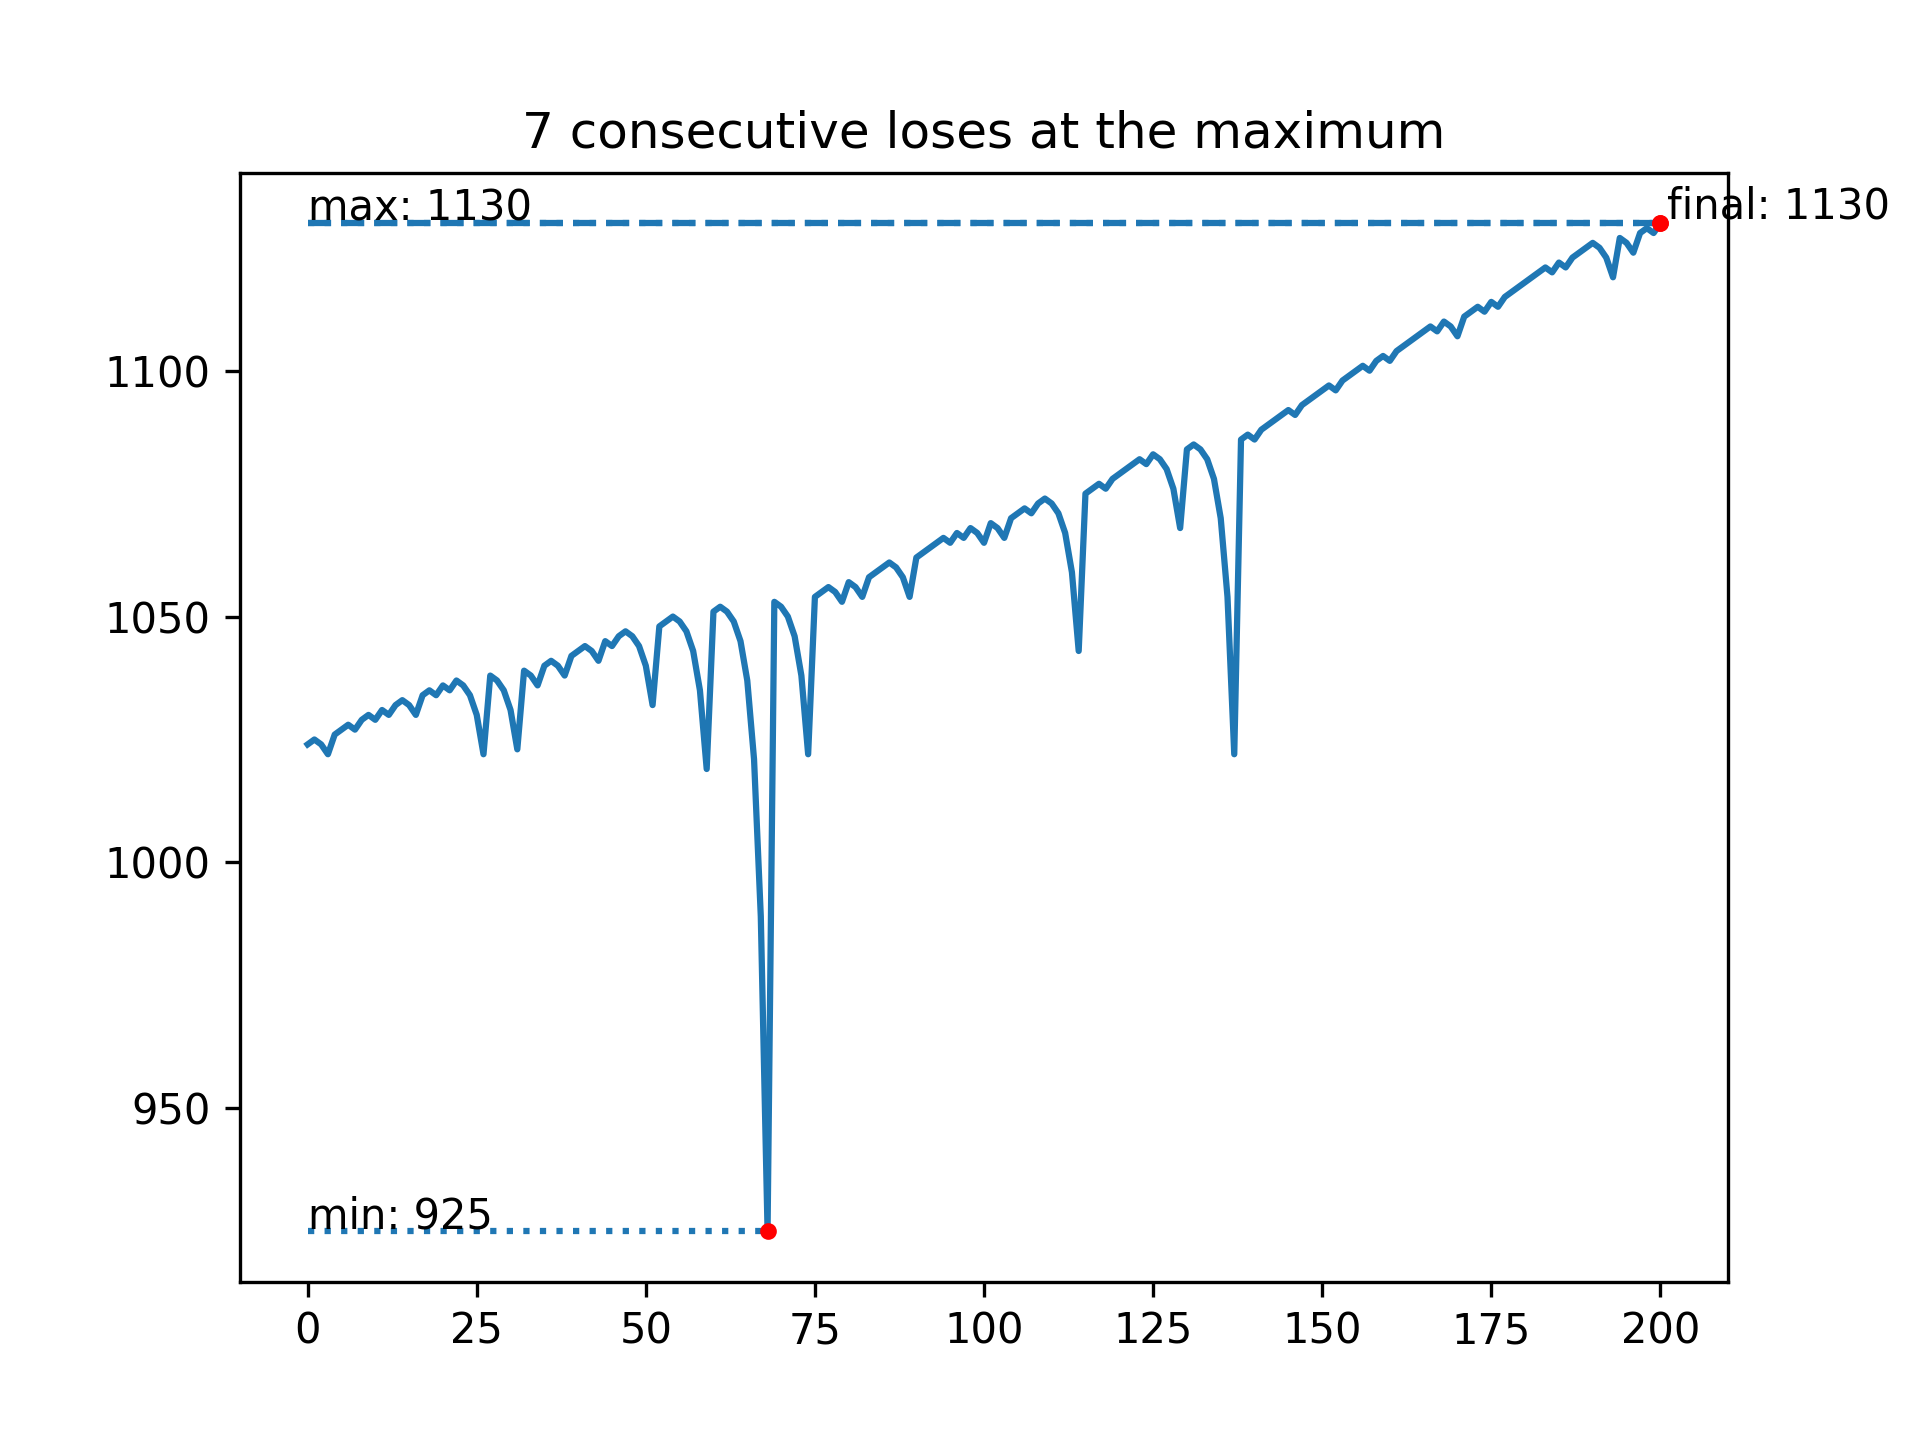 7 consecutive loses at the maximum
max: 1130
final: 1130
1100
1050
1000
950
min: 925
0 25 50 75 100 125 150 175 200